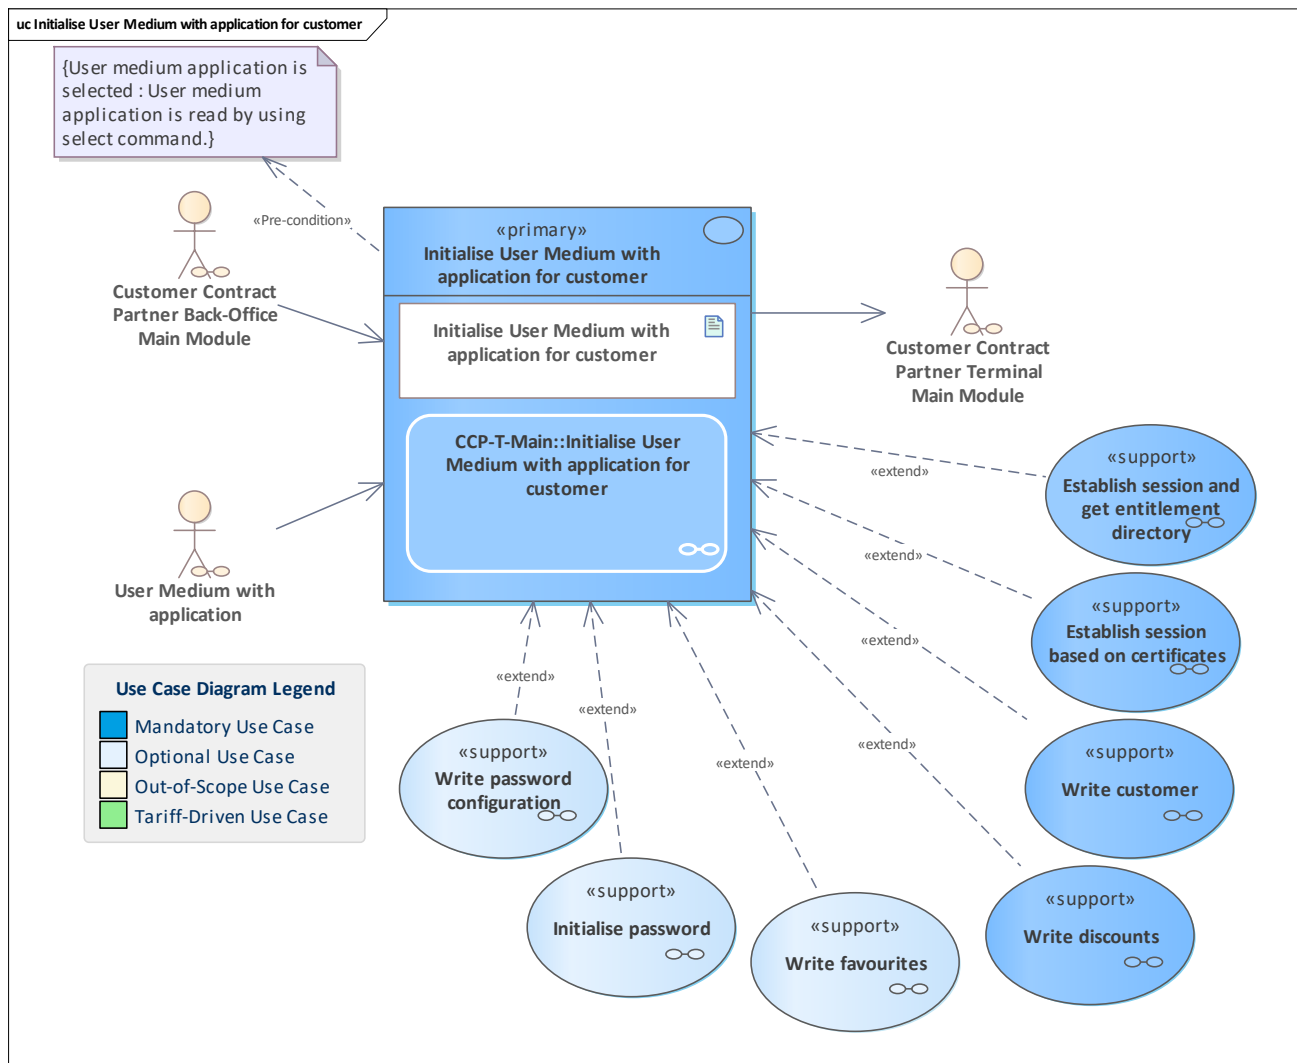 uc Initialise User Medium with application for customer
{User medium application is
selected : User medium
application is read by using
select command.}
«Pre-condition»
Customer Contract
Partner Back-Office
Main Module
«primary»
Initialise User Medium with
application for customer
Initialise User Medium with
application for customer
CCP-T-Main::Initialise User
Medium with application for
customer
Customer Contract
Partner Terminal
Main Module
User Medium with
application
«extend»
«support»
Establish session and
get entitlement
directory
«extend»
«support»
Establish session
based on certificates
«extend»
«support»
Write customer
«extend»
«support»
Write discounts
«extend»
«support»
Write favourites
«extend»
«support»
Initialise password
«extend»
«support»
Write password
configuration
Use Case Diagram Legend
Mandatory Use Case
Optional Use Case
Out-of-Scope Use Case
Tariff-Driven Use Case